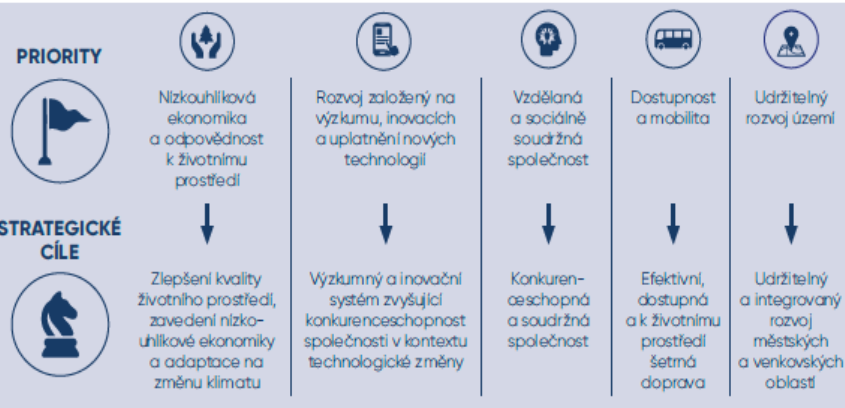 PRIORITY
Nízkouhlíková
ekonomika
a odpovědnost
k životnímu
prostředí
Rozvoj založený na
výzkumu, inovacích
a uplatnění nových
technologií
Vzdělaná
a sociálně
soudržná
společnost
Dostupnost
a mobilita
Udržitelný
rozvoj území
STRATEGICKÉ
CÍLE
Zlepšení kvality
životního prostředí,
zavedení nízko-
uhlíkové ekonomiky
a adaptace na
změnu klimatu
Výzkumný a inovační
systém zvyšující
konkurenceschopnost
společnosti v kontextu
technologické změny
Konkuren-
ceschopná
a soudržná
společnost
Efektivní,
dostupná
a k životnímu
prostředí
šetrná
doprava
Udržitelný
a integrovaný
rozvoj
městských
a venkovských
oblastí